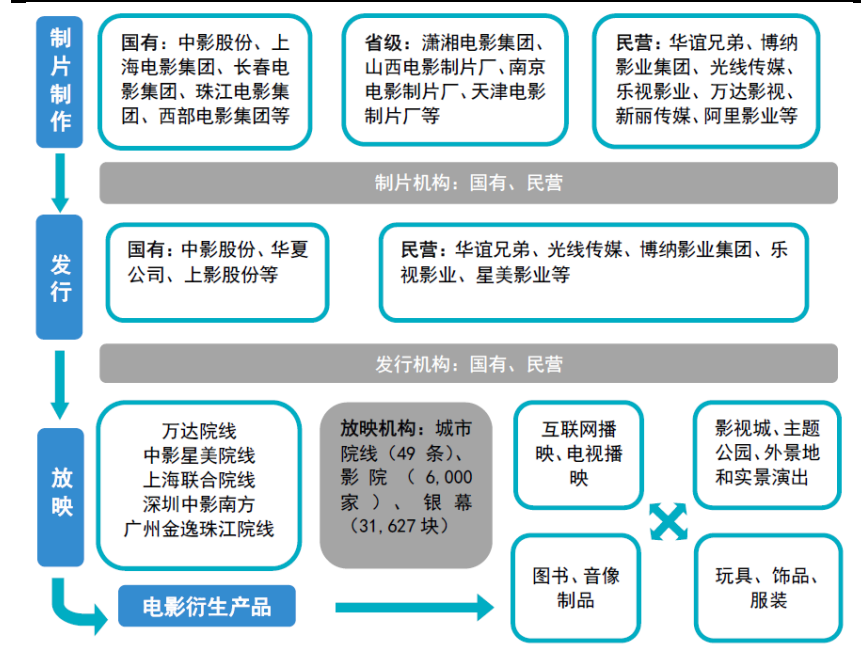 制片制作
国有：中影股份、上
海电影集团、长春电
影集团、珠江电影集
团、西部电影集团等
省级：潇湘电影集团、
山西电影制片厂、南京
电影制片厂、天津电影
制片厂等
民营：华谊兄弟、博纳
影业集团、光线传媒、
乐视影业、万达影视、
新丽传媒、阿里影业等
制片机构：国有、民营
发行
国有：中影股份、华夏
公司、上影股份等
民营：华谊兄弟、光线传媒、博纳影业集团、乐
视影业、星美影业等
发行机构：国有、民营
放映
万达院线
中影星美院线
上海联合院线
深圳中影南方
广州金逸珠江院线
放映机构：城市
院线（49 条）、
影院（6,000
家）、银幕
（31,627 块）
互联网播
映、电视播
映
影视城、主题
公园、外景地
和实景演出
图书、音像
制品
玩具、饰品、
服装
电影衍生产品